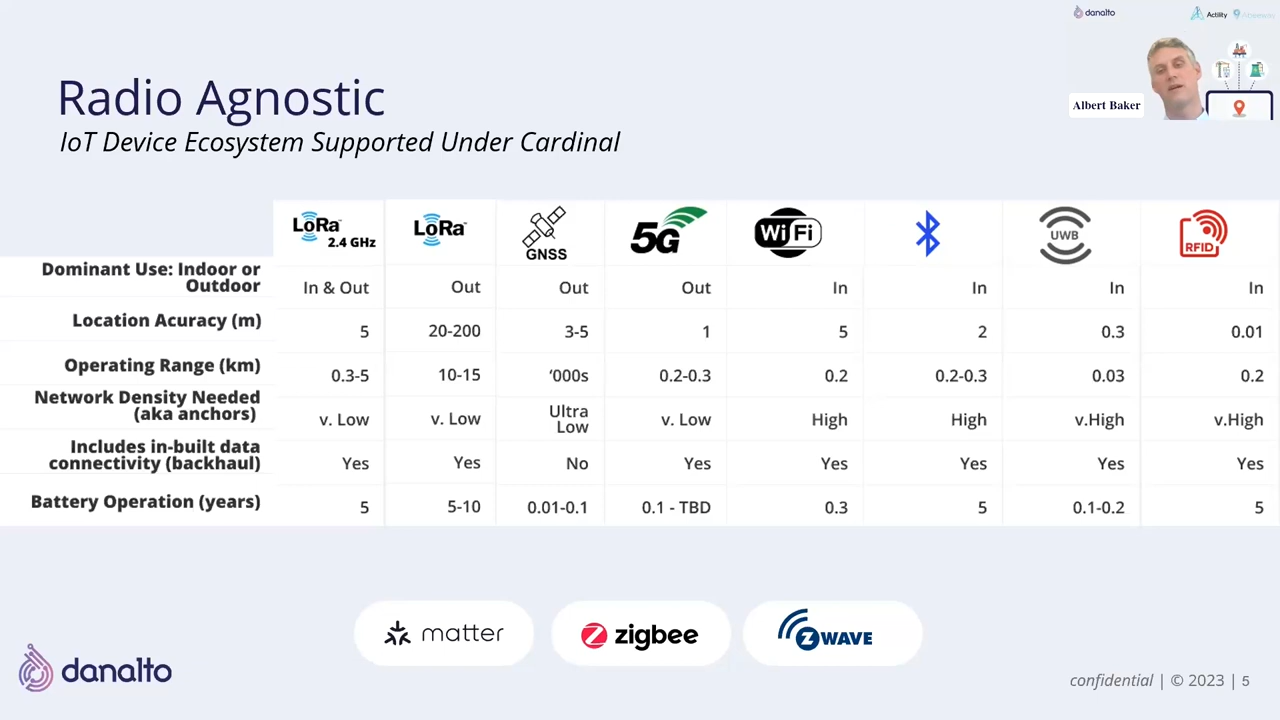 danalto
Actility
Albert Baker
Radio Agnostic
IoT Device Ecosystem Supported Under Cardinal
LoRa™ 2.4 GHz
LoRa™
GNSS
5G
WiFi
UWB
RFID
Dominant Use: Indoor or
Outdoor
In & Out Out Out Out In In In In
Location Acuracy (m)
5 20-200 3-5 1 5 2 0.3 0.01
Operating Range (km)
0.3-5 10-15 ‘000s 0.2-0.3 0.2 0.2-0.3 0.03 0.2
Network Density Needed
(aka anchors)
v. Low v. Low Ultra Low v. Low High High v.High v.High
Includes in-built data
connectivity (backhaul)
Yes Yes No Yes Yes Yes Yes Yes
Battery Operation (years)
5 5-10 0.01-0.1 0.1 - TBD 0.3 5 0.1-0.2 5
matter
zigbee
Z WAVE
danalto
confidential | © 2023 | 5